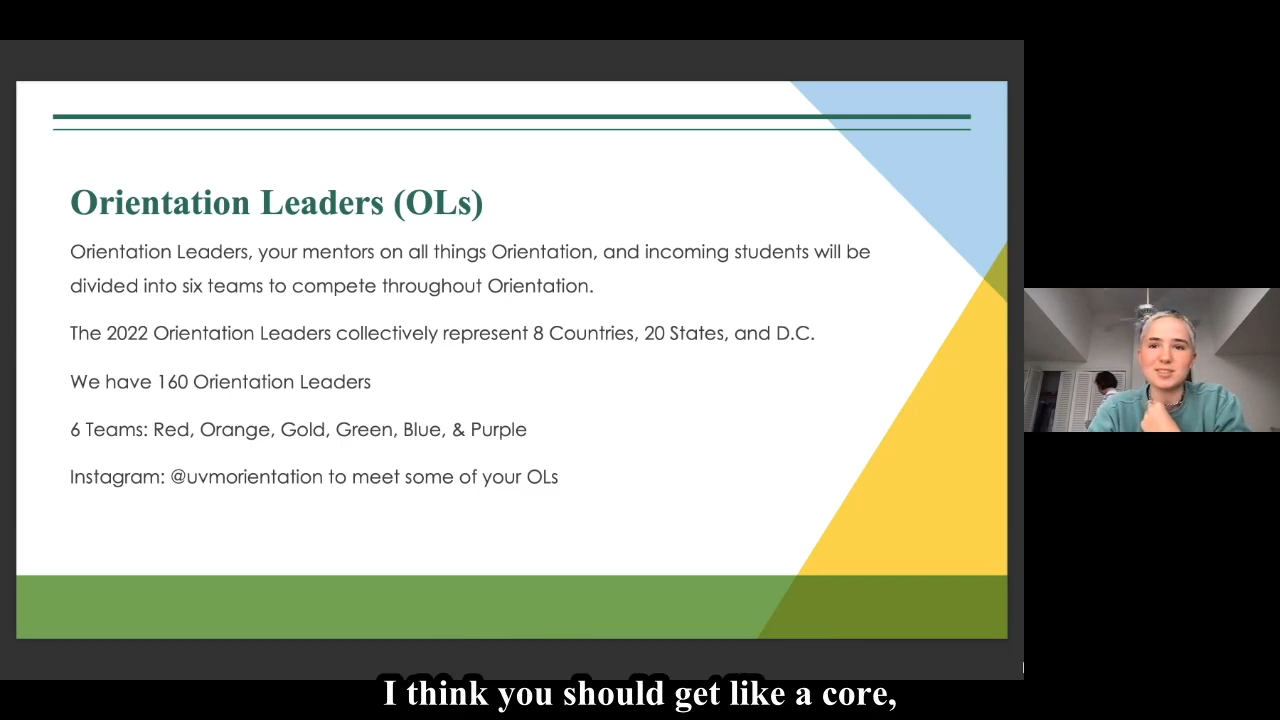 Orientation Leaders (OLs)
Orientation Leaders, your mentors on all things Orientation, and incoming students will be
divided into six teams to compete throughout Orientation.
The 2022 Orientation Leaders collectively represent 8 Countries, 20 States, and D.C.
We have 160 Orientation Leaders
6 Teams: Red, Orange, Gold, Green, Blue, & Purple
Instagram: @uvmorientation to meet some of your OLs
I think you should get like a core,